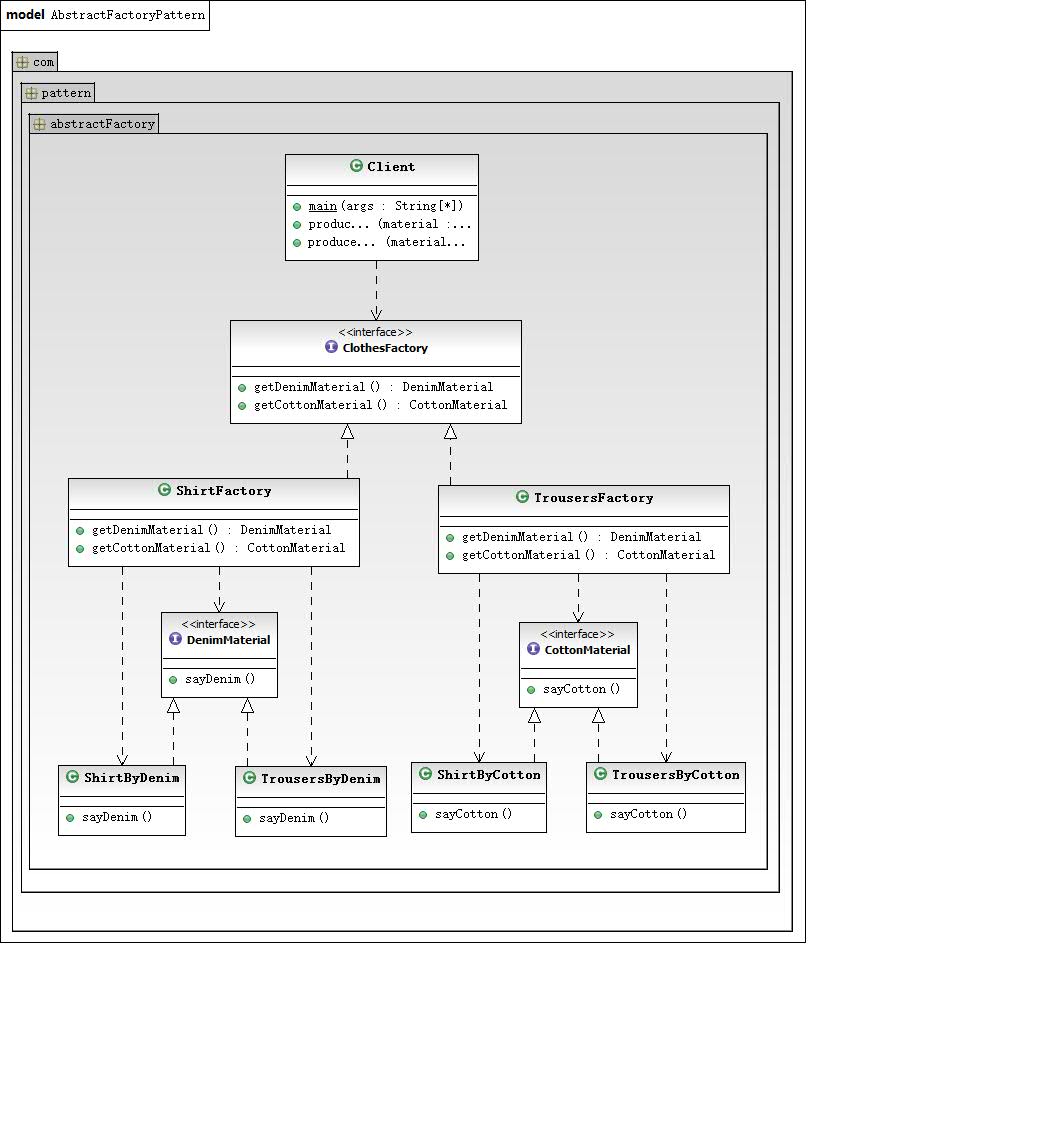 model AbstractFactoryPattern
com
pattern
abstractFactory
Client
main (args : String[*])
produc... (material :...
produce... (material...
<<interface>>
ClothesFactory
getDenimMaterial () : DenimMaterial
getCottonMaterial () : CottonMaterial
ShirtFactory
getDenimMaterial () : DenimMaterial
getCottonMaterial () : CottonMaterial
TrousersFactory
getDenimMaterial () : DenimMaterial
getCottonMaterial () : CottonMaterial
<<interface>>
DenimMaterial
sayDenim ()
<<interface>>
CottonMaterial
sayCotton ()
ShirtByDenim
sayDenim ()
TrousersByDenim
sayDenim ()
ShirtByCotton
sayCotton ()
TrousersByCotton
sayCotton ()